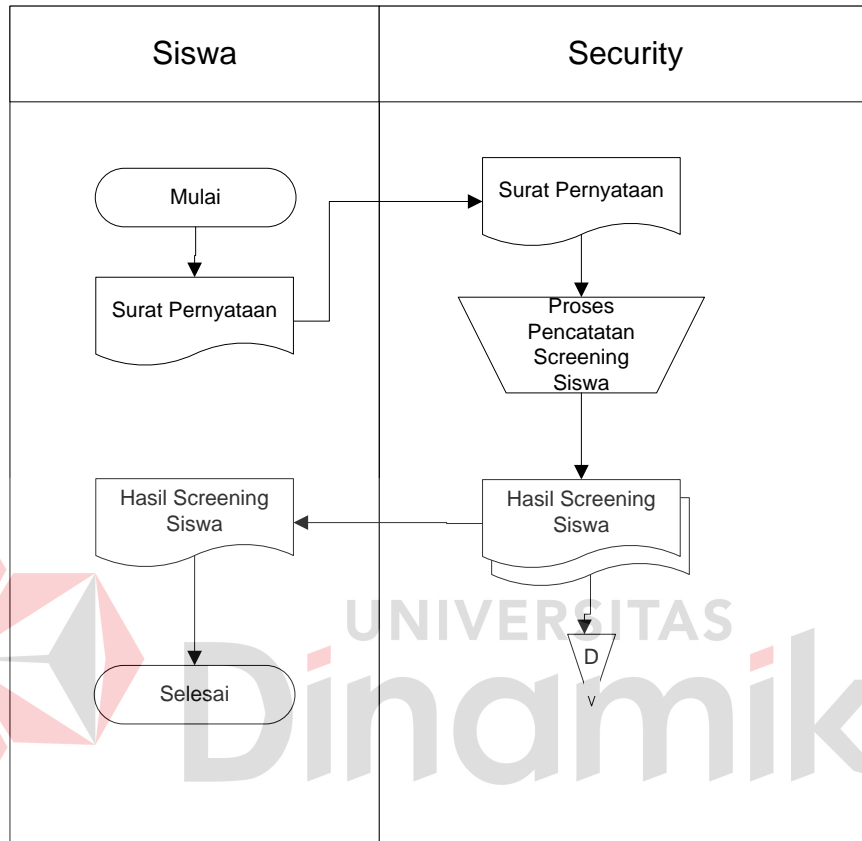 Siswa
Security
Mulai
Surat Pernyataan
Surat Pernyataan
Proses
Pencatatan
Screening
Siswa
Hasil Screening
Siswa
Hasil Screening
Siswa
D
Selesai
UNIVERSITAS
Dinamik